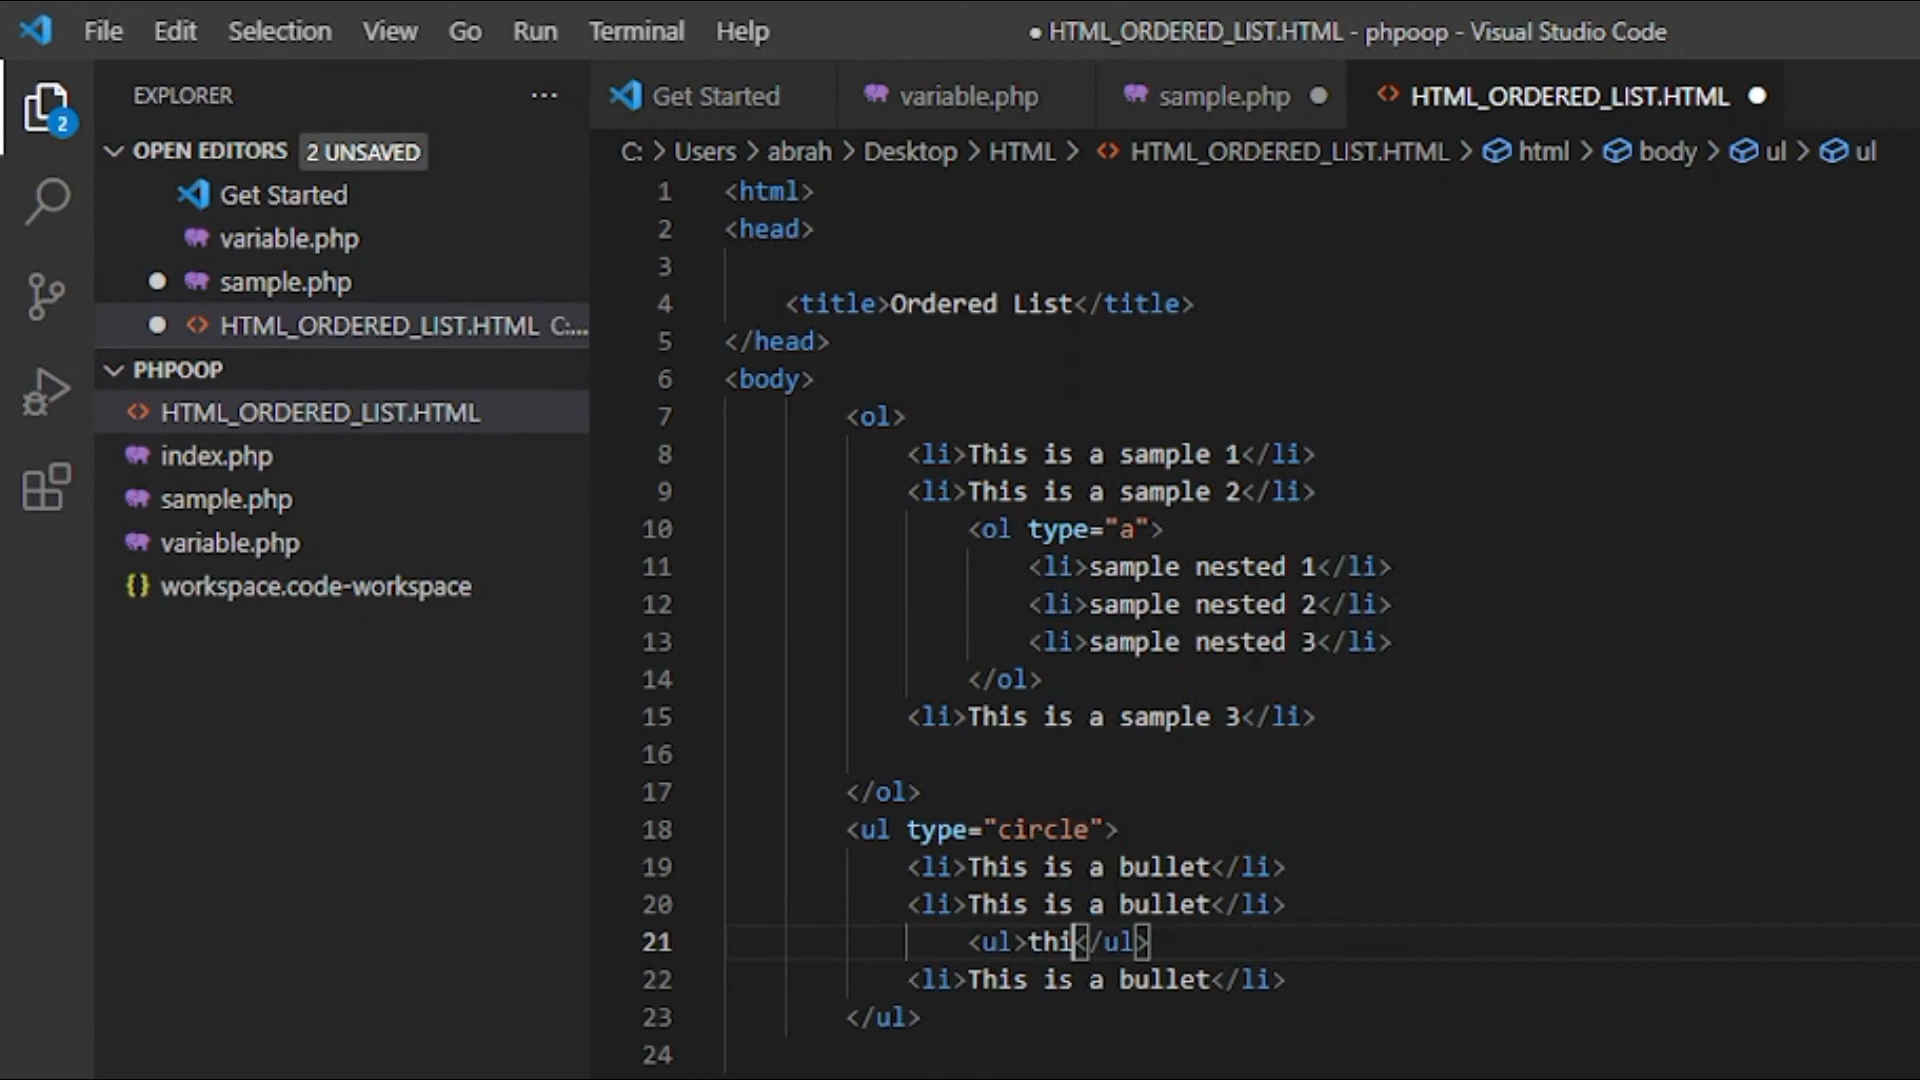 File Edit Selection View Go Run Terminal Help ● HTML_ORDERED_LIST.HTML - phpoop - Visual Studio Code
EXPLORER ···
Get Started variable.php sample.php ● HTML_ORDERED_LIST.HTML ●
OPEN EDITORS 2 UNSAVED
C: > Users > abrah > Desktop > HTML > HTML_ORDERED_LIST.HTML > html > body > ul > ul
2
Get Started
variable.php
● sample.php
● HTML_ORDERED_LIST.HTML C:...
PHPOOP
HTML_ORDERED_LIST.HTML
index.php
sample.php
variable.php
{} workspace.code-workspace
1 <html>
2 <head>
3
4 <title>Ordered List</title>
5 </head>
6 <body>
7 <ol>
8 <li>This is a sample 1</li>
9 <li>This is a sample 2</li>
10 <ol type="a">
11 <li>sample nested 1</li>
12 <li>sample nested 2</li>
13 <li>sample nested 3</li>
14 </ol>
15 <li>This is a sample 3</li>
16
17 </ol>
18 <ul type="circle">
19 <li>This is a bullet</li>
20 <li>This is a bullet</li>
21 <ul>thi</ul>
22 <li>This is a bullet</li>
23 </ul>
24